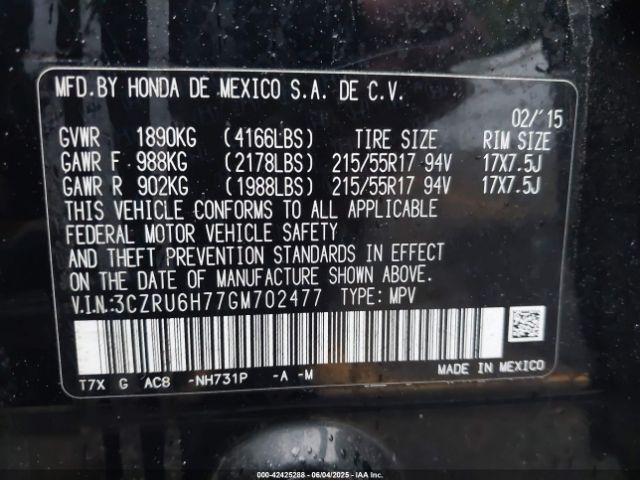 MFD.BY HONDA DE MEXICO S.A. DE C.V.
02/'15
GVWR 1890KG (4166LBS) TIRE SIZE RIM SIZE
GAWR F 988KG (2178LBS) 215/55R17 94V 17X7.5J
GAWR R 902KG (1988LBS) 215/55R17 94V 17X7.5J
THIS VEHICLE CONFORMS TO ALL APPLICABLE
FEDERAL MOTOR VEHICLE SAFETY
AND THEFT PREVENTION STANDARDS IN EFFECT
ON THE DATE OF MANUFACTURE SHOWN ABOVE.
V.I.N:3CZRU6H77GM702477 TYPE: MPV
T7X G AC8 -NH731P -A -M
MADE IN MEXICO
000-42425288 - 06/04/2025 - IAAI.CA